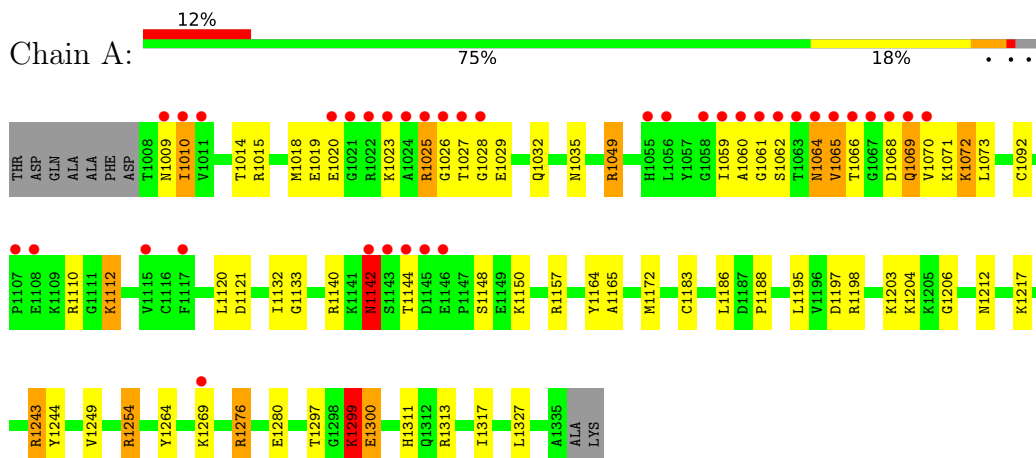 12%
Chain A:
75% 18% • • •
THR ASP GLN ALA ALA PHE ASP T1008 N1009 I1010 V1011 T1014 R1015 M1018 E1019 E1020 G1021 R1022 K1023 A1024 R1025 G1026 T1027 G1028 E1029 Q1032 N1035 R1049 H1055 L1056 Y1057 G1058 I1059 A1060 G1061 S1062 T1063 N1064 V1065 T1066 G1067 D1068 Q1069 V1070 K1071 K1072 L1073 C1092
P1107 E1108 K1109 R1110 G1111 K1112 V1115 C1116 F1117 L1120 D1121 I1132 G1133 R1140 K1141 N1142 S1143 T1144 D1145 E1146 P1147 S1148 E1149 K1150 R1157 Y1164 A1165 M1172 C1183 L1186 D1187 P1188 L1195 V1196 D1197 R1198 K1203 K1204 K1205 G1206 N1212 K1217
R1243 Y1244 V1249 R1254 Y1264 K1269 R1276 E1280 T1297 G1298 K1299 E1300 H1311 Q1312 R1313 I1317 L1327 A1335 ALA LYS